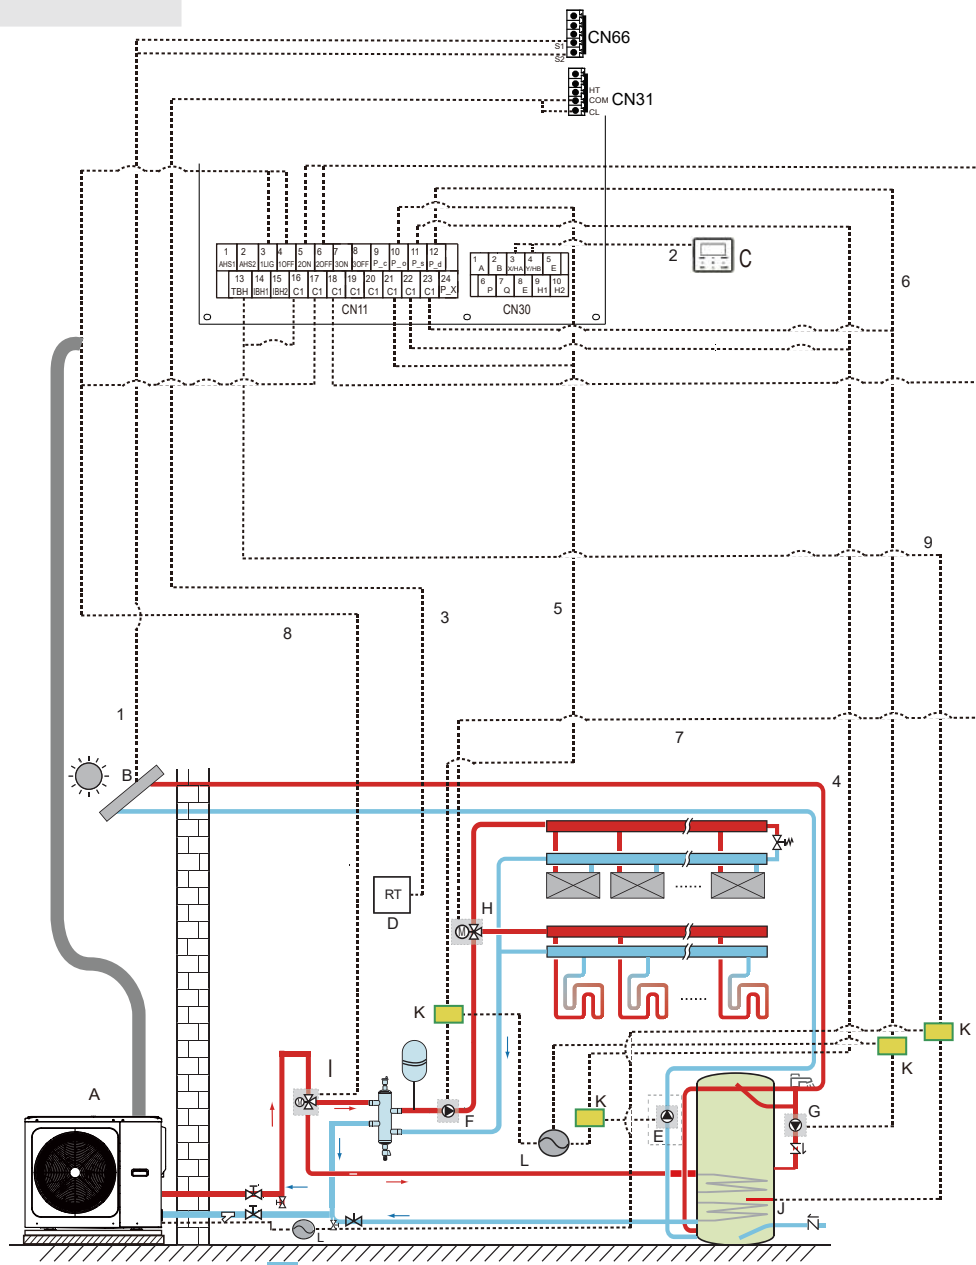 S1
S2
CN66
HT
COM
CL
CN31
1 2 3 4 5 6 7 8 9 10 11 12
AHS1 AHS2 1LIG 1OFF 2ON 2OFF 3ON 3OFF P_c P_o P_s P_d
13 14 15 16 17 18 19 20 21 22 23 24
TBH IBH1 IBH2 C1 C1 C1 C1 C1 C1 C1 C1 P_X
CN11
1 2 3 4 5
A B X/HA Y/HB E
6 7 8 9 10
P Q E H1 H2
CN30
2
C
6
9
3
5
8
1
7
4
B
RT
D
H
M
K
K
K
I
M
A
F
K
E
G
L
J
L